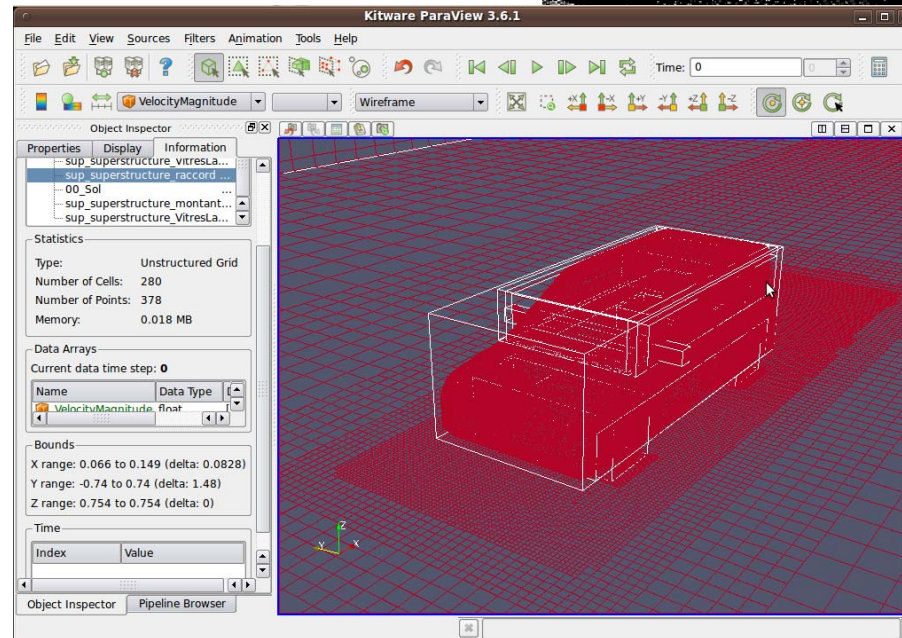 Kitware ParaView 3.6.1
File Edit View Sources Filters Animation Tools Help
Time: 0 0
VelocityMagnitude Wireframe +X -X +Y -Y +Z -Z
Object Inspector
Properties Display Information
sup_superstructure_VitresLa...
sup_superstructure_raccord ...
00_Sol ...
sup_superstructure_montant...
sup_superstructure_VitresLa...
Statistics
Type: Unstructured Grid
Number of Cells: 280
Number of Points: 378
Memory: 0.018 MB
Data Arrays
Current data time step: 0
Name Data Type
VelocityMagnitude float
Bounds
X range: 0.066 to 0.149 (delta: 0.0828)
Y range: -0.74 to 0.74 (delta: 1.48)
Z range: 0.754 to 0.754 (delta: 0)
Time
Index Value
Z
Y X
Object Inspector Pipeline Browser